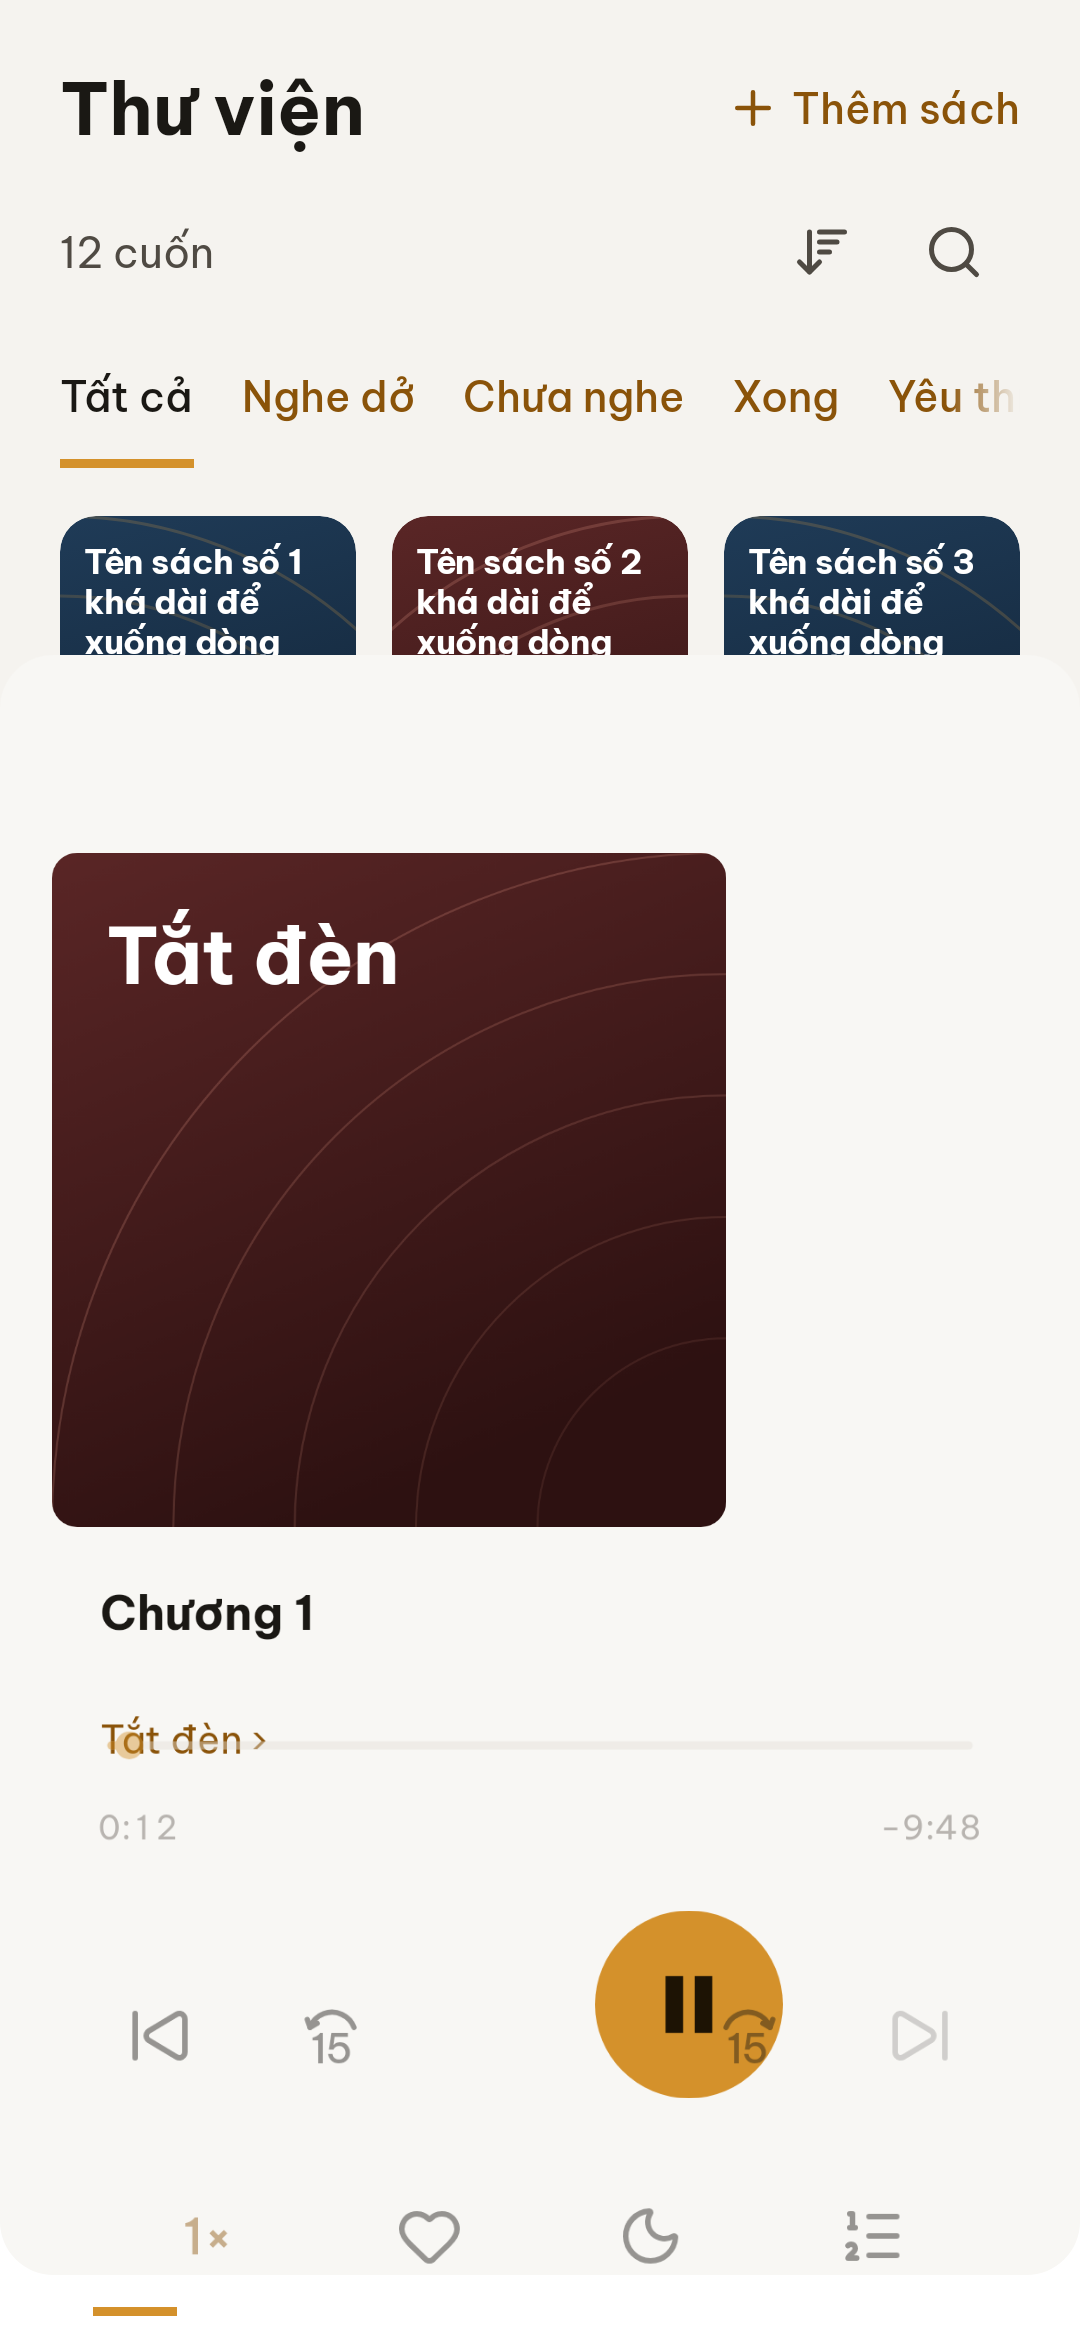 Thư viện
+ Thêm sách
12 cuốn
Tất cả Nghe dở Chưa nghe Xong Yêu th
Tên sách số 1
khá dài để
xuống dòng
Tên sách số 2
khá dài để
xuống dòng
Tên sách số 3
khá dài để
xuống dòng
Tắt đèn
Chương 1
Tắt đèn ›
0:12
-9:48
15
15
1×